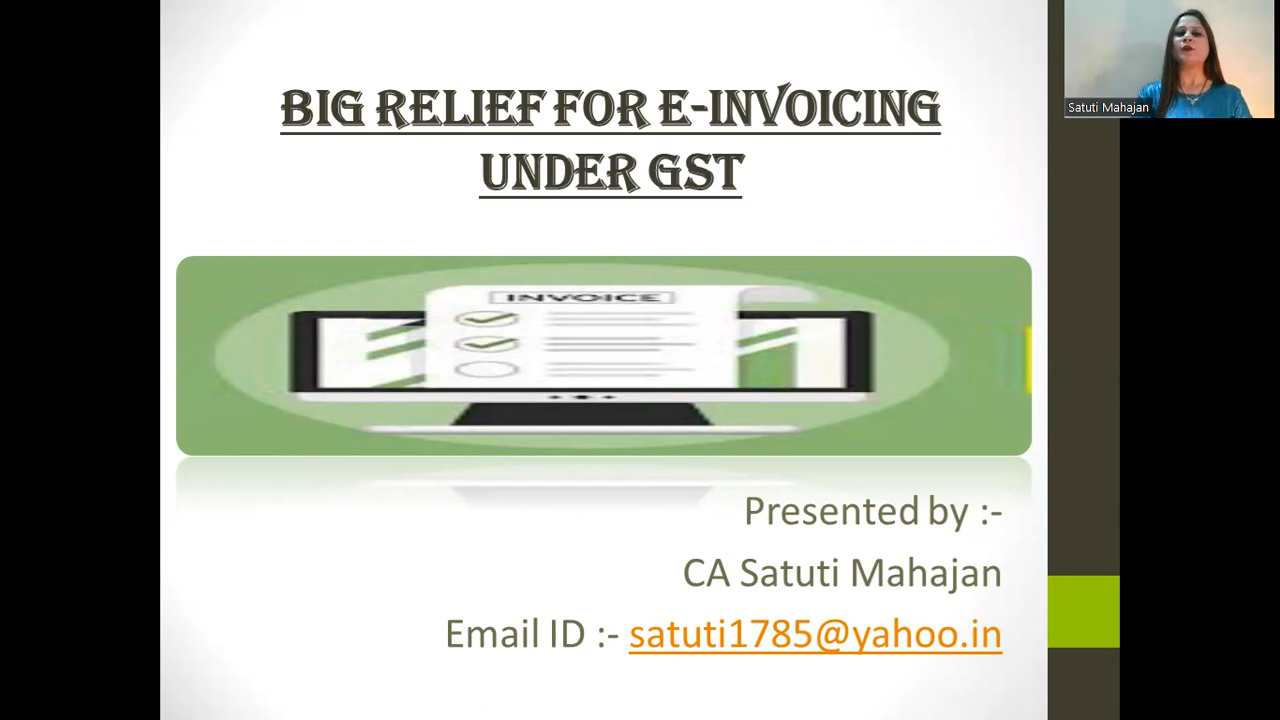 BIG RELIEF FOR E-INVOICING
UNDER GST
Satuti Mahajan
INVOICE
Presented by :-
CA Satuti Mahajan
Email ID :- satuti1785@yahoo.in